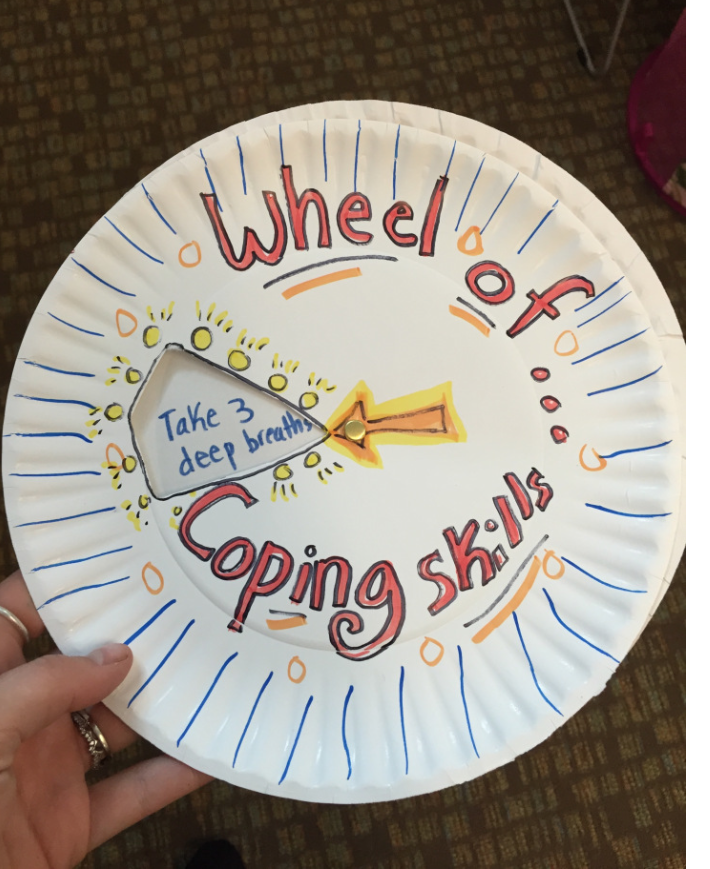 Wheel of...
Take 3
deep breaths
Coping skills